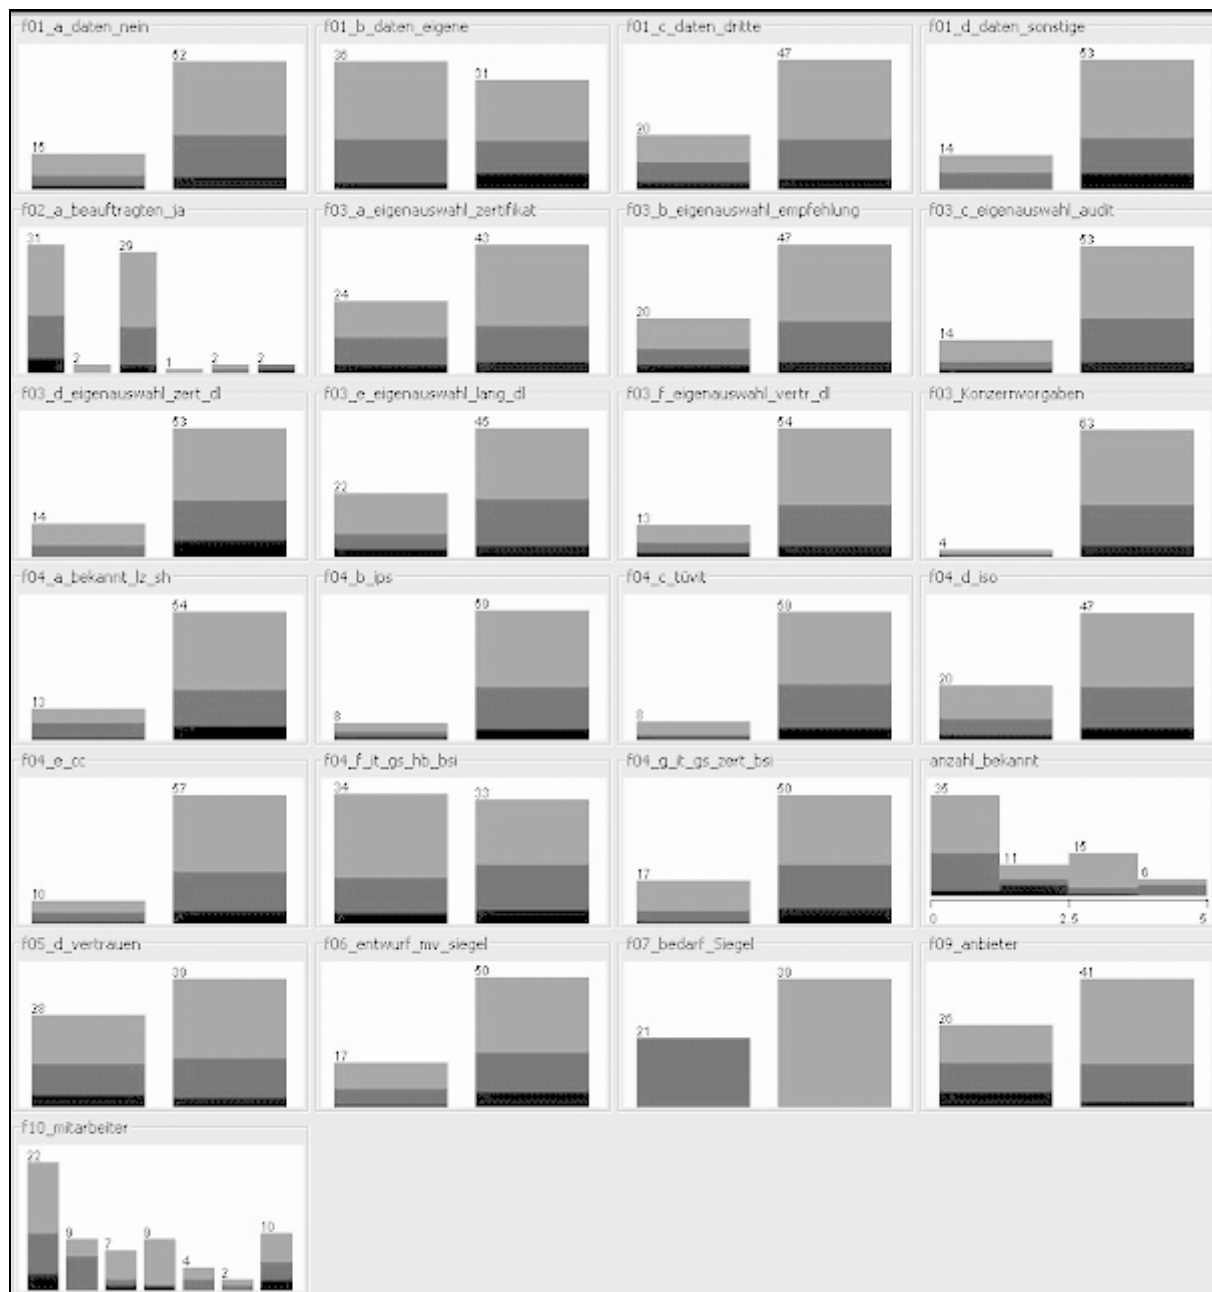 f01_a_daten_nein
15
52
f01_b_daten_eigene
36
31
f01_c_daten_dritte
20
47
f01_d_daten_sonstige
14
53
f02_a_beauftragten_ja
31
2
29
1
2
2
f03_a_eigenauswahl_zertifikat
24
43
f03_b_eigenauswahl_empfehlung
20
47
f03_c_eigenauswahl_audit
14
53
f03_d_eigenauswahl_zert_dl
14
53
f03_e_eigenauswahl_lang_dl
22
45
f03_f_eigenauswahl_vertr_dl
13
54
f03_Konzernvorgaben
4
63
f04_a_bekannt_lz_sh
13
54
f04_b_ips
8
59
f04_c_tüvit
8
59
f04_d_iso
20
47
f04_e_cc
10
57
f04_f_it_gs_hb_bsi
34
33
f04_g_it_gs_zert_bsi
17
50
anzahl_bekannt
35
11
15
6
0
2.5
5
f05_d_vertrauen
28
39
f06_entwurf_mv_siegel
17
50
f07_bedarf_Siegel
21
39
f09_anbieter
26
41
f10_mitarbeiter
22
9
7
9
4
2
10